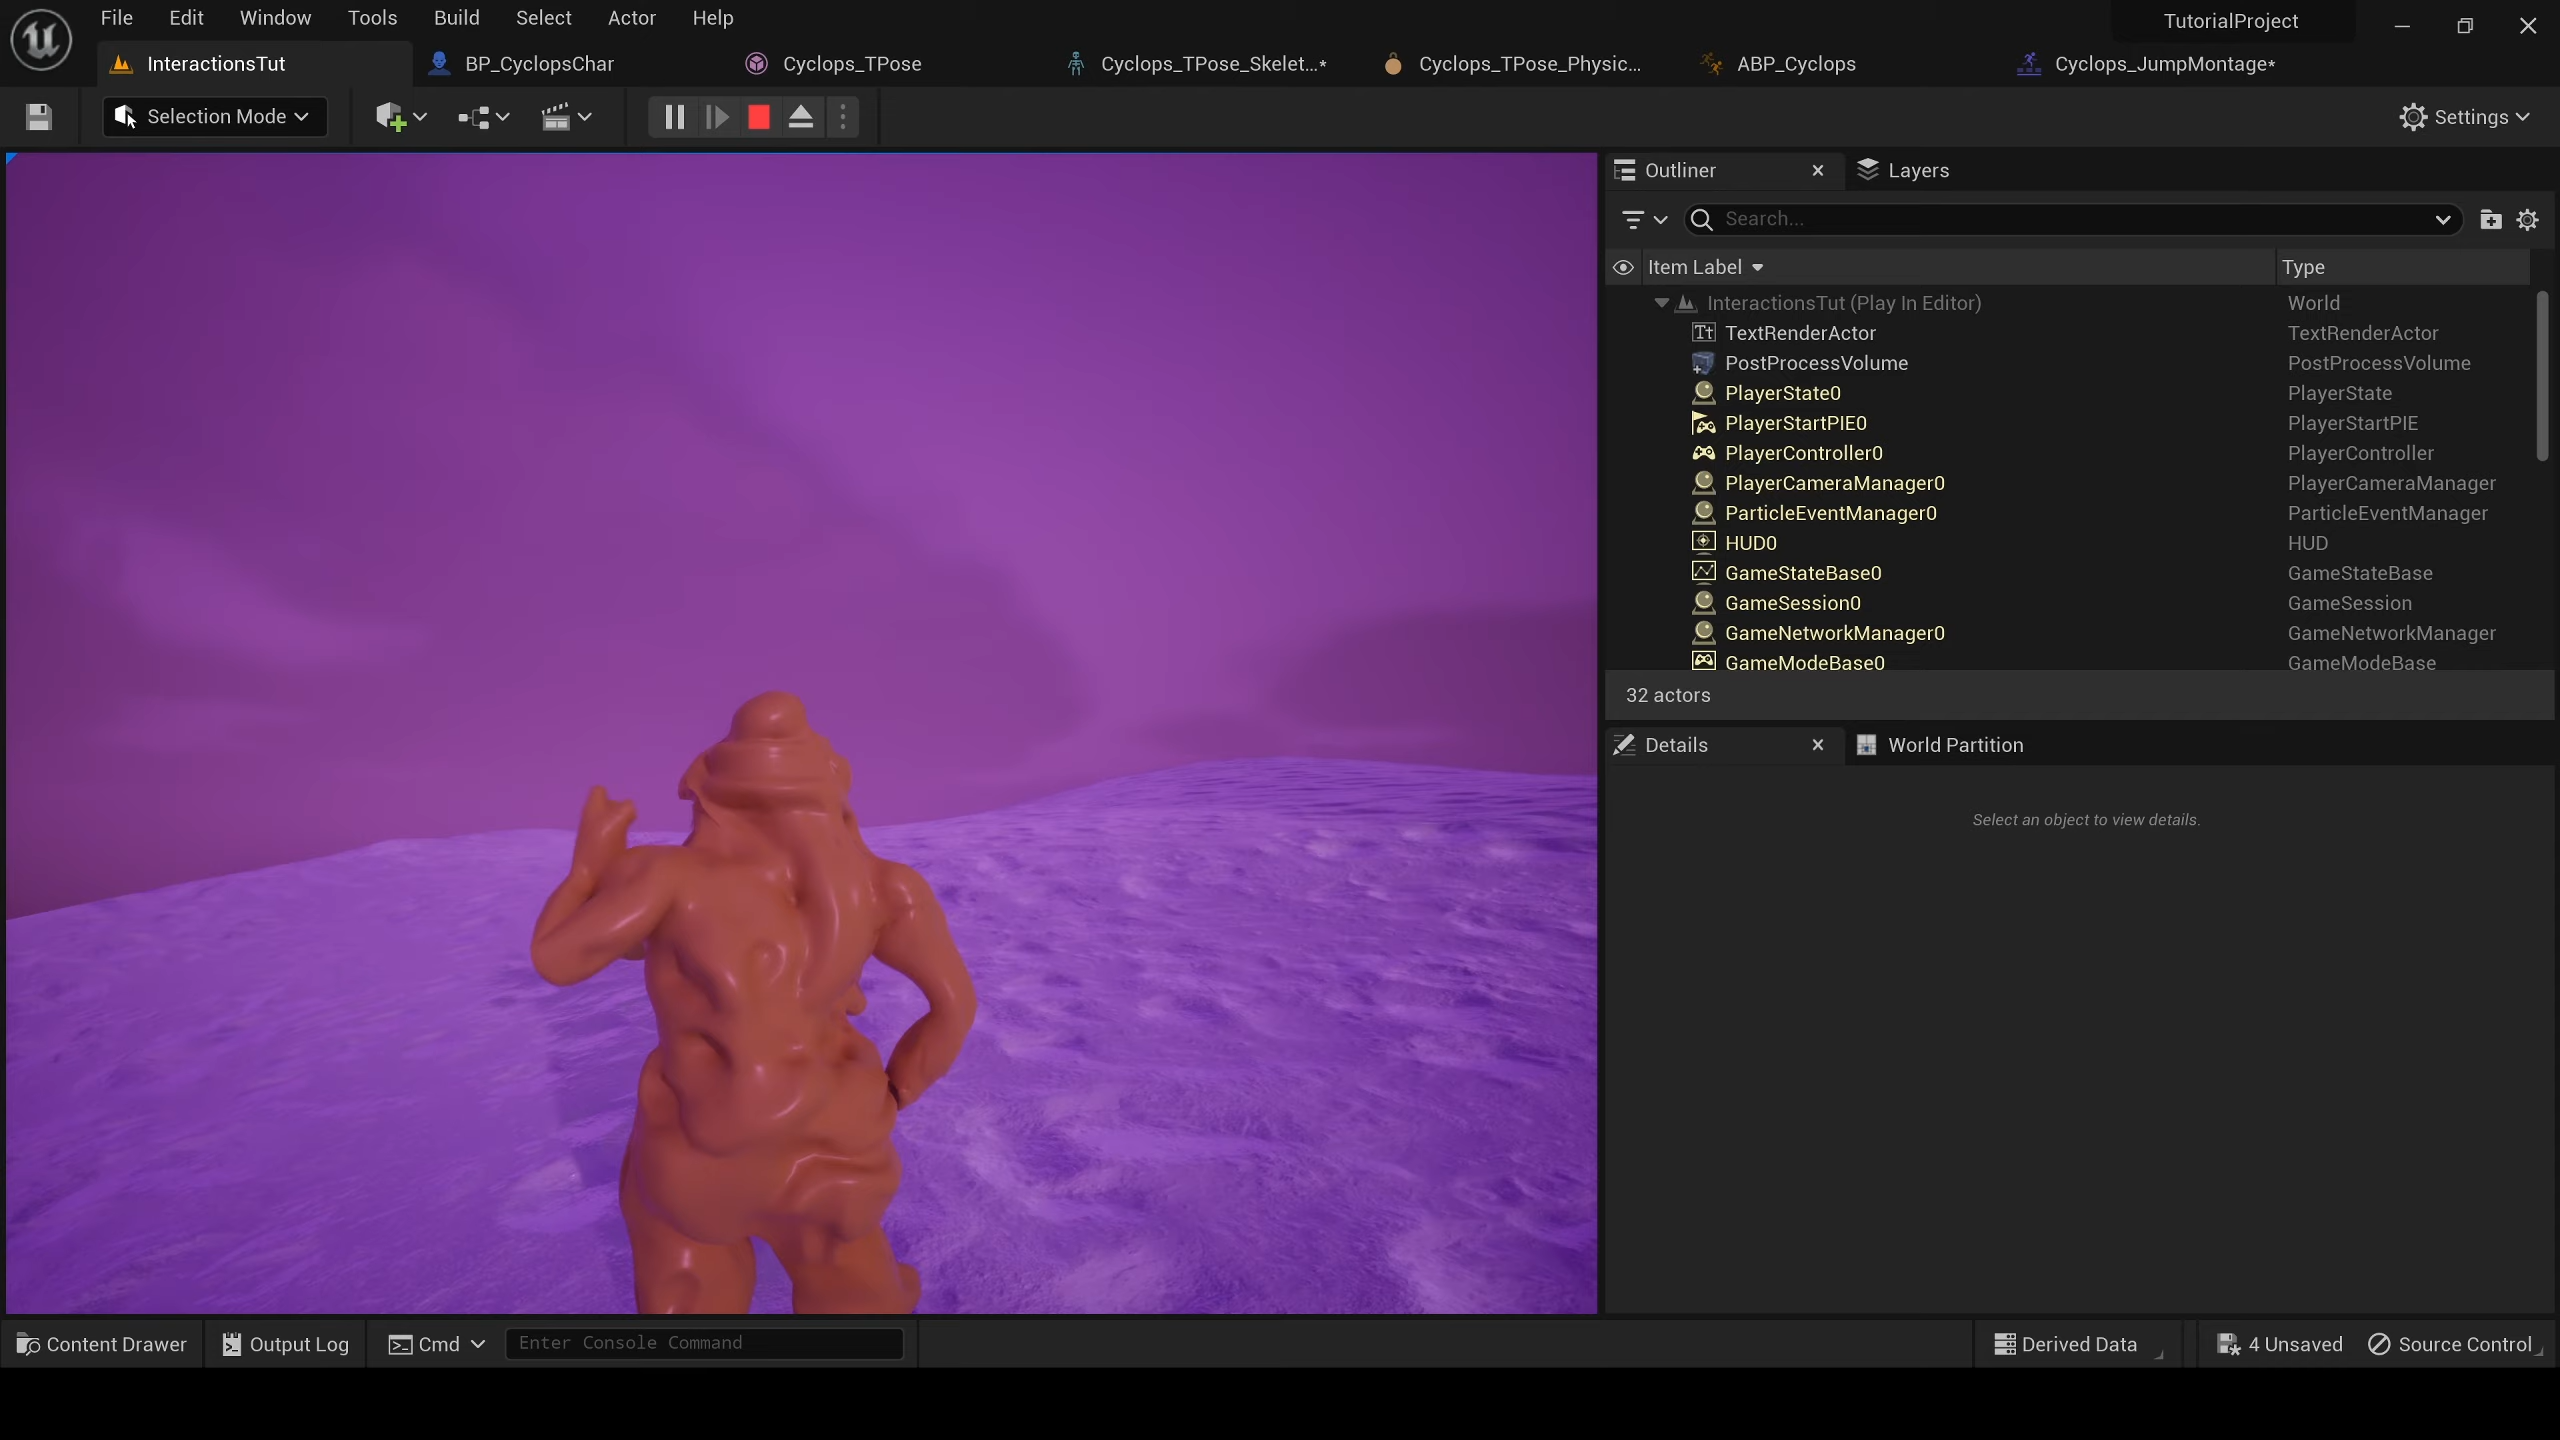 File Edit Window Tools Build Select Actor Help
TutorialProject
InteractionsTut BP_CyclopsChar Cyclops_TPose Cyclops_TPose_Skelet...* Cyclops_TPose_Physic... ABP_Cyclops Cyclops_JumpMontage*
Selection Mode
Settings
Outliner Layers
Search...
Item Label Type
InteractionsTut (Play In Editor) World
TextRenderActor TextRenderActor
PostProcessVolume PostProcessVolume
PlayerState0 PlayerState
PlayerStartPIE0 PlayerStartPIE
PlayerController0 PlayerController
PlayerCameraManager0 PlayerCameraManager
ParticleEventManager0 ParticleEventManager
HUD0 HUD
GameStateBase0 GameStateBase
GameSession0 GameSession
GameNetworkManager0 GameNetworkManager
GameModeBase0 GameModeBase
32 actors
Details World Partition
Select an object to view details.
Content Drawer Output Log Cmd Enter Console Command Derived Data 4 Unsaved Source Control